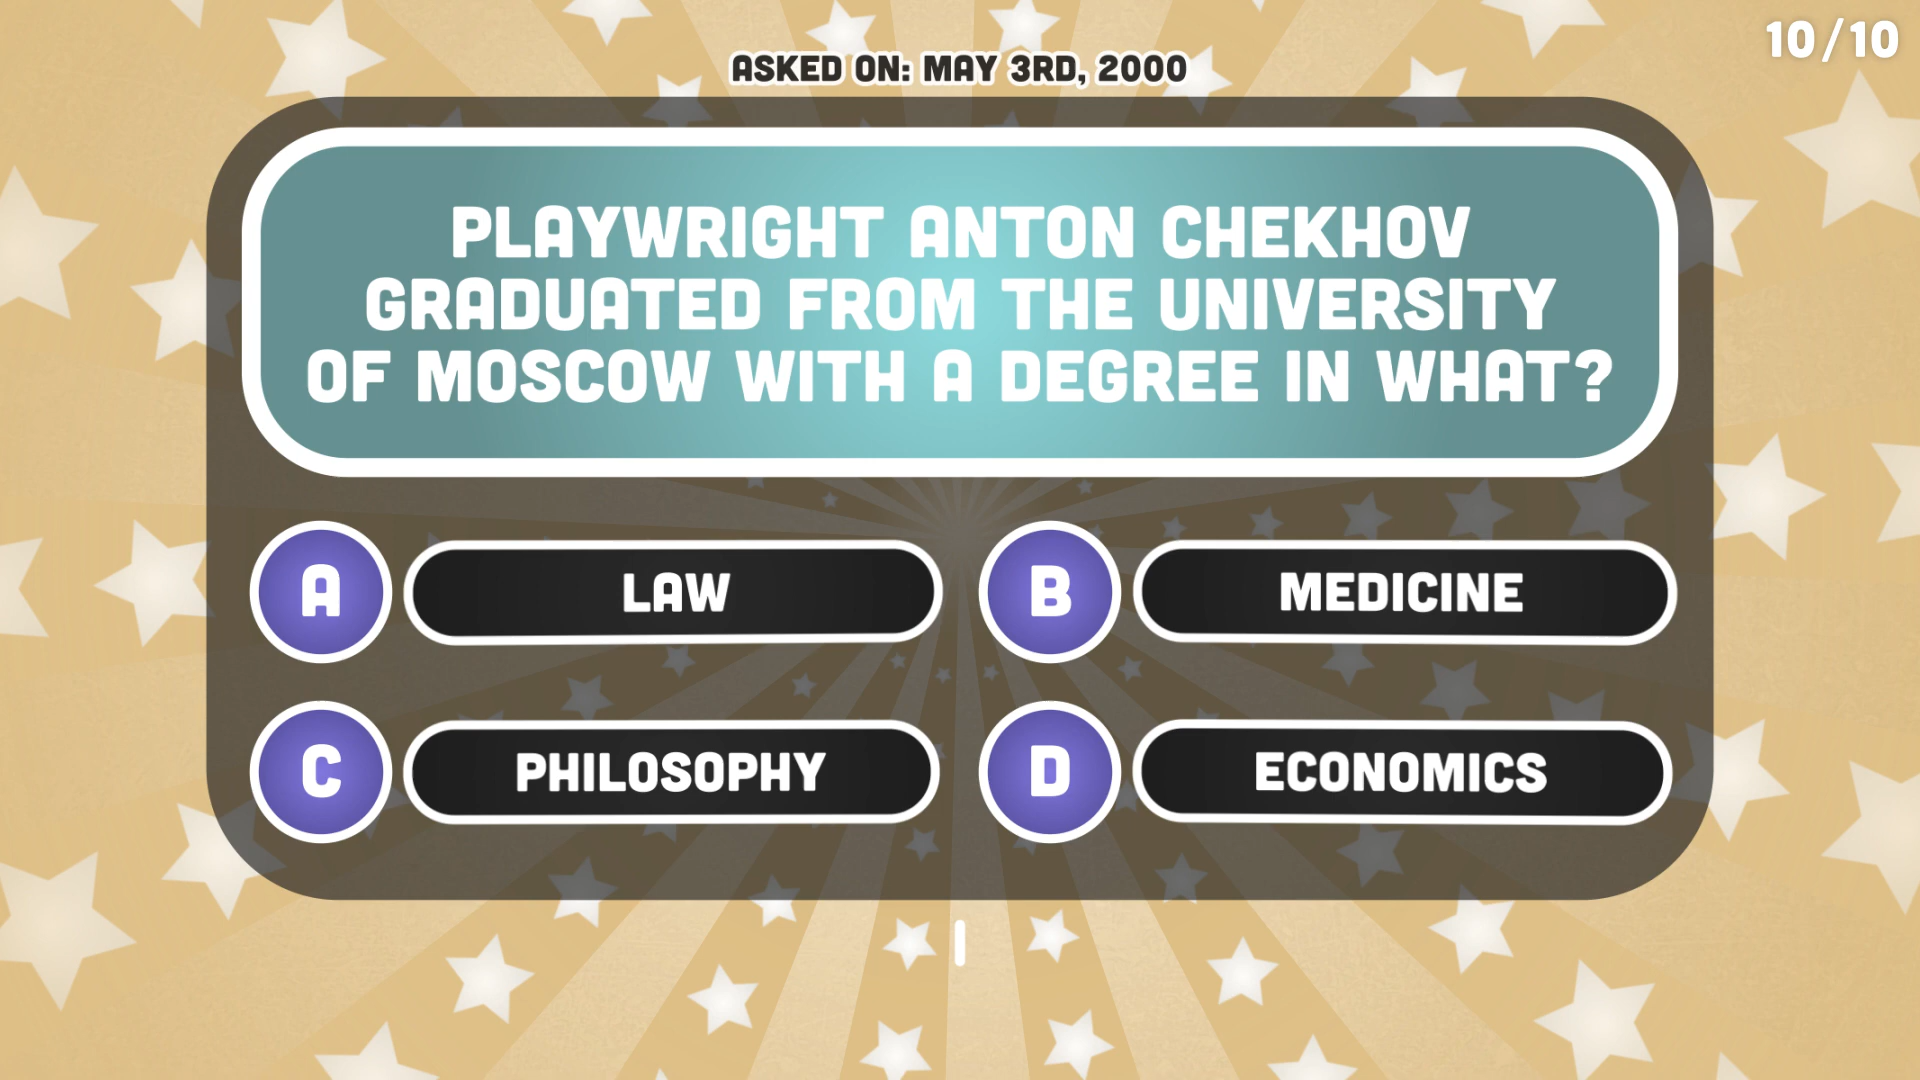 10/10
ASKED ON: MAY 3RD, 2000
PLAYWRIGHT ANTON CHEKHOV
GRADUATED FROM THE UNIVERSITY
OF MOSCOW WITH A DEGREE IN WHAT?
A LAW
B MEDICINE
C PHILOSOPHY
D ECONOMICS